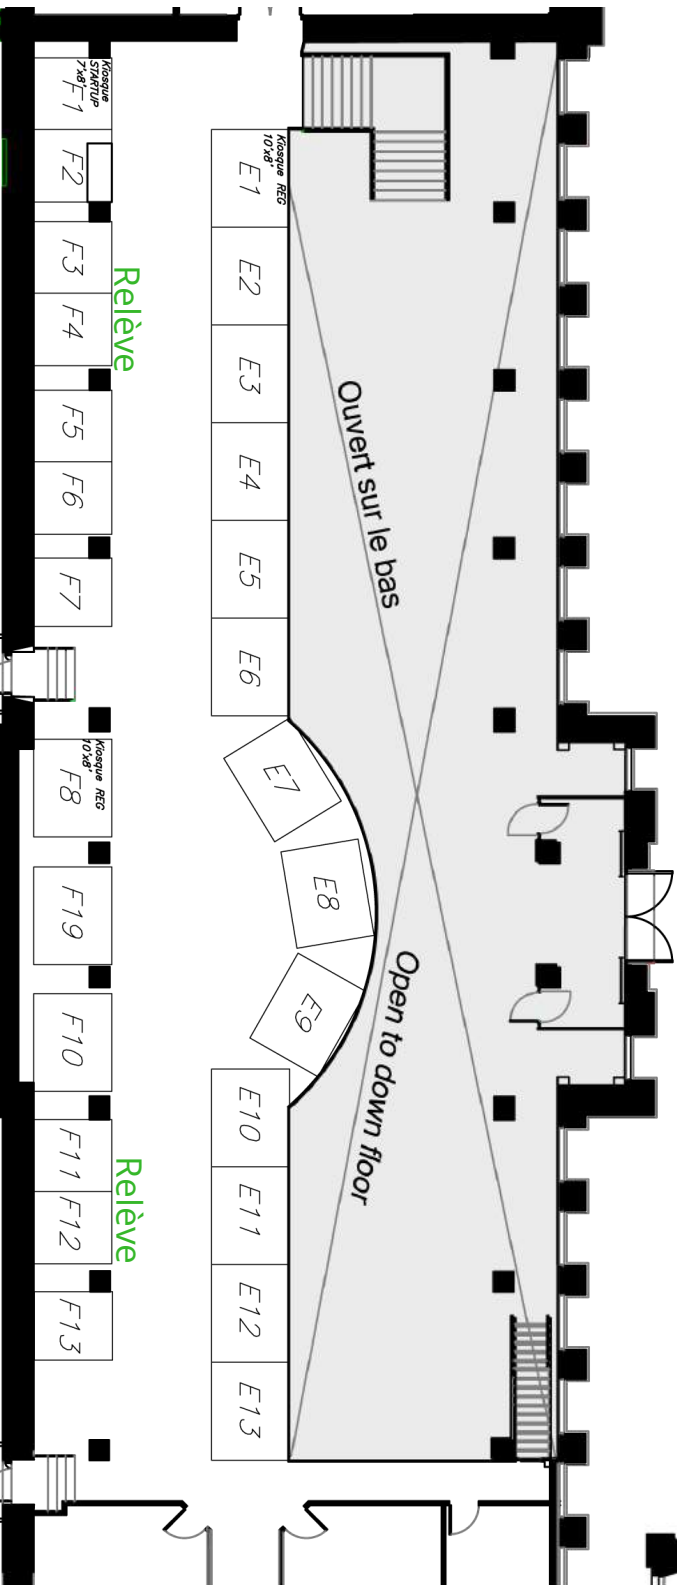 Kiosque
STARTUP
7'x8'
F1
F2
F3
F4
Relève
F5
F6
F7
Kiosque REG
10'x8'
F8
F19
F10
F11
F12
Relève
F13
Kiosque REG
10'x8'
E1
E2
E3
E4
E5
E6
E7
E8
E9
E10
E11
E12
E13
Ouvert sur le bas
Open to down floor